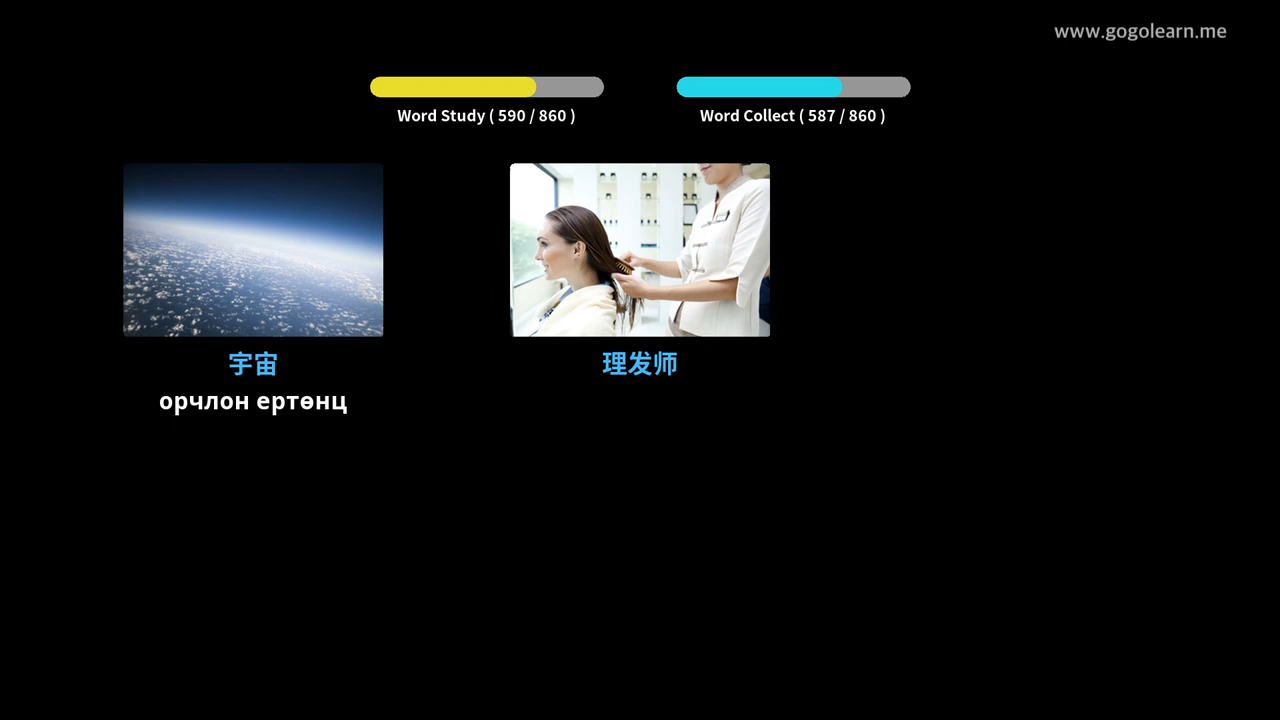 www.gogolearn.me
Word Study ( 590 / 860 )
Word Collect ( 587 / 860 )
宇宙
орчлон ертөнц
理发师